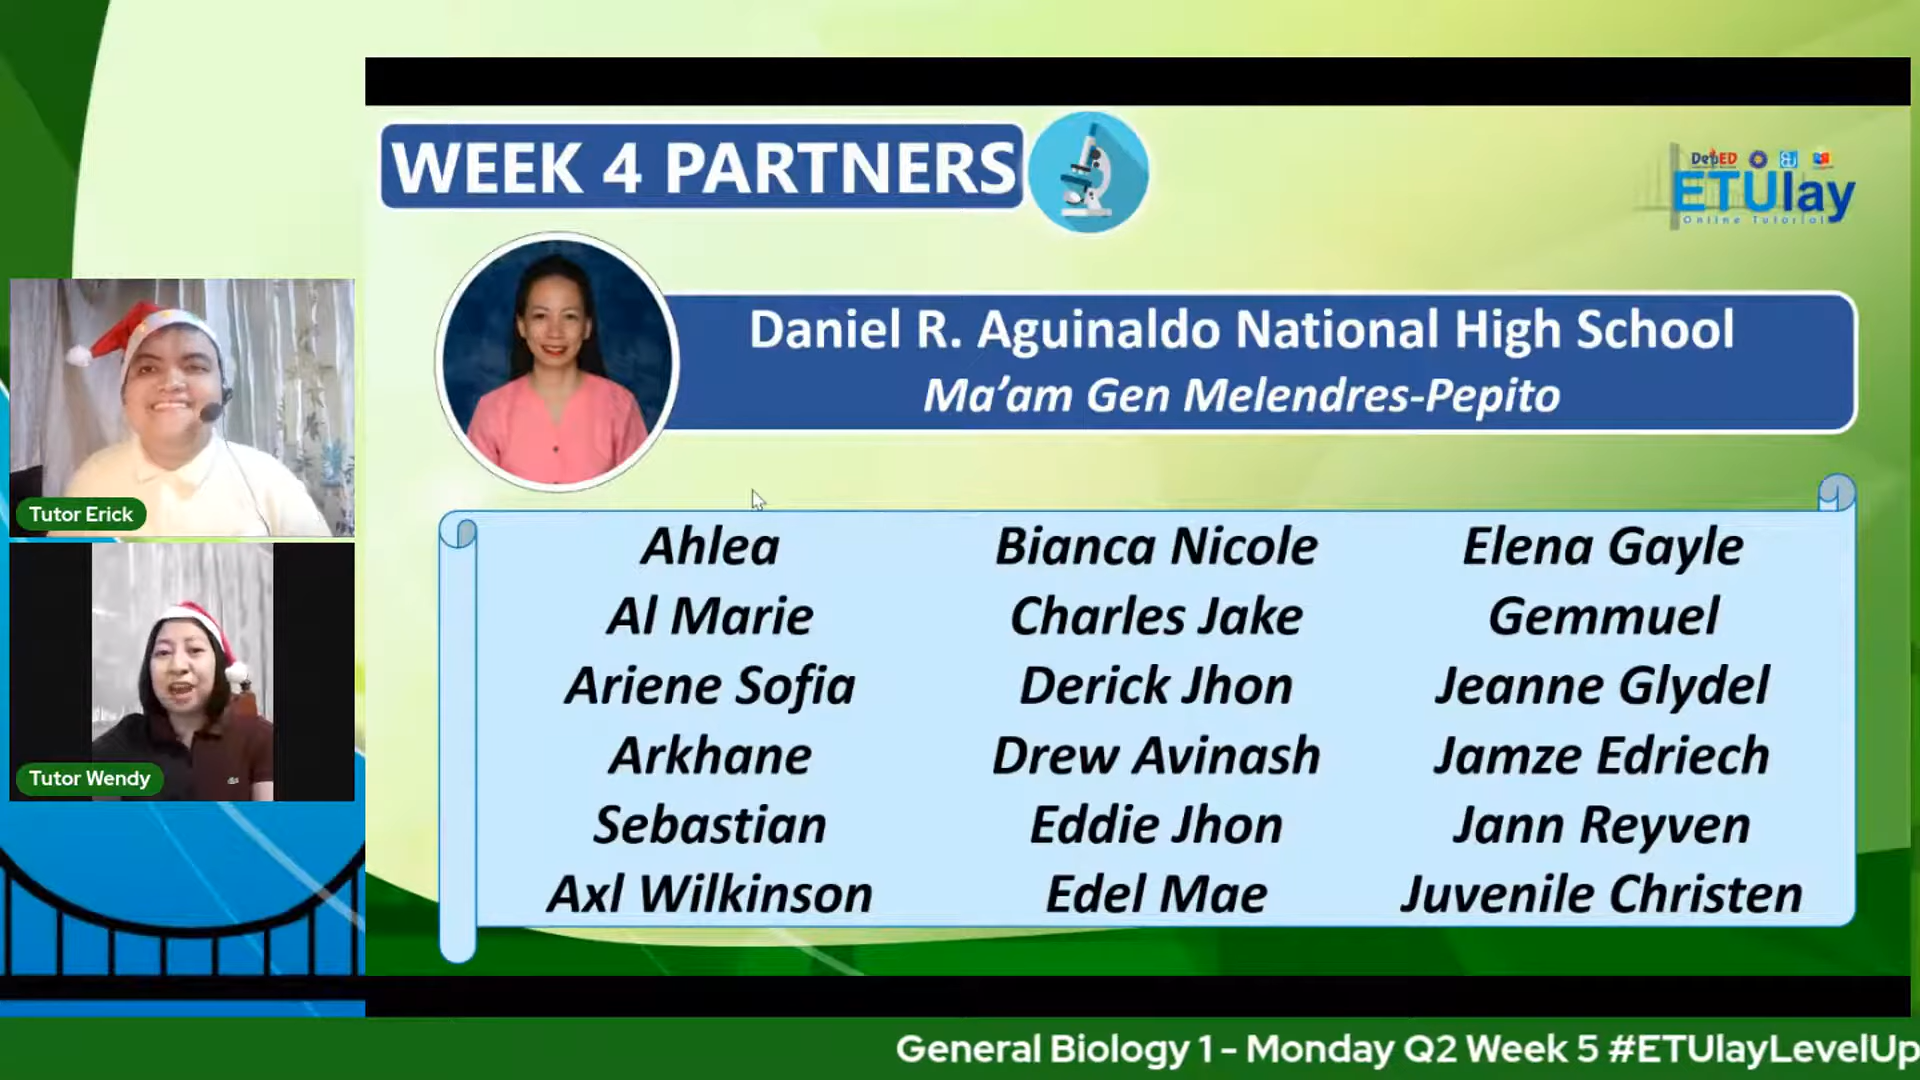 WEEK 4 PARTNERS
DepED
ETUlay
Online Tutorial
Daniel R. Aguinaldo National High School
Ma'am Gen Melendres-Pepito
Tutor Erick
Tutor Wendy
Ahlea
Al Marie
Ariene Sofia
Arkhane
Sebastian
Axl Wilkinson
Bianca Nicole
Charles Jake
Derick Jhon
Drew Avinash
Eddie Jhon
Edel Mae
Elena Gayle
Gemmuel
Jeanne Glydel
Jamze Edriech
Jann Reyven
Juvenile Christen
General Biology 1 - Monday Q2 Week 5 #ETUlayLevelUp